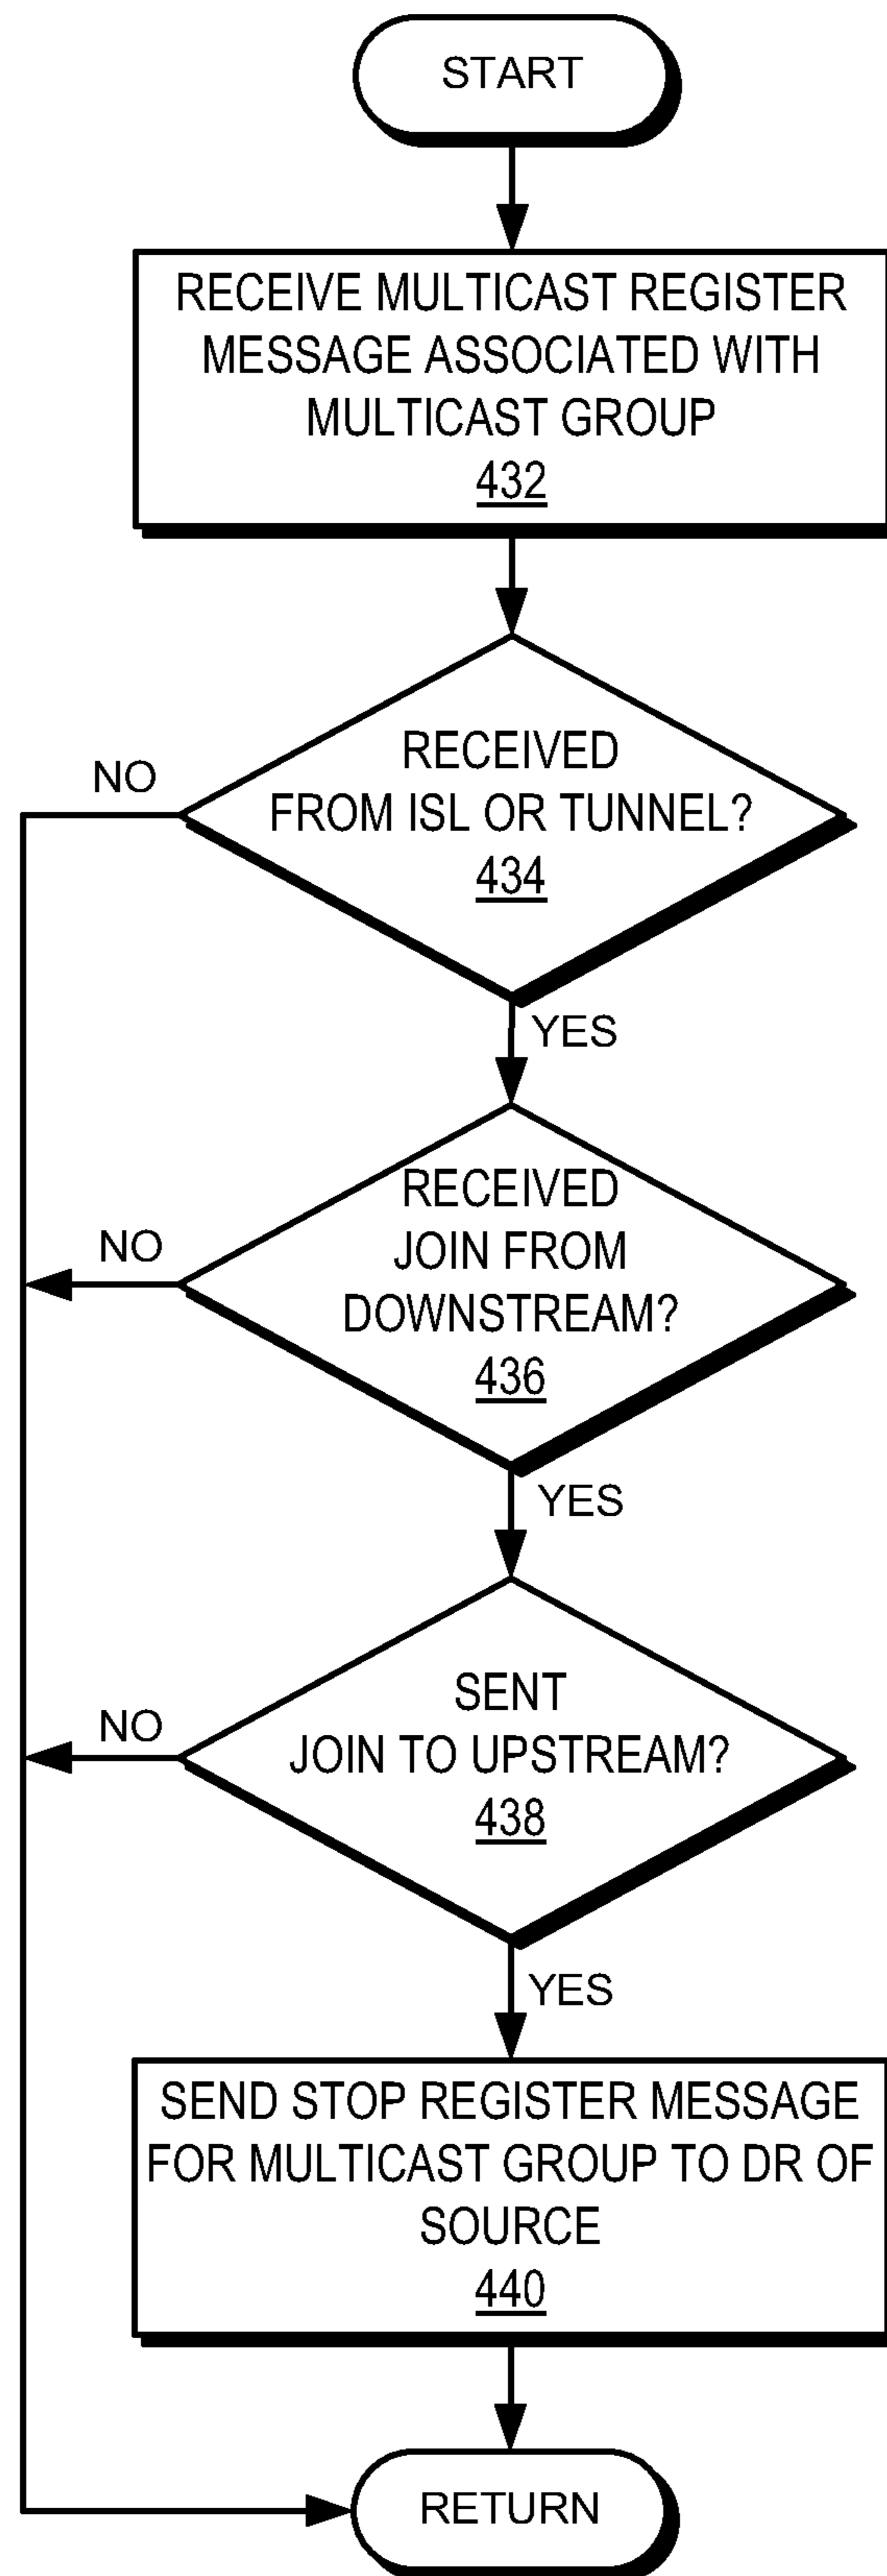 START
RECEIVE MULTICAST REGISTER
MESSAGE ASSOCIATED WITH
MULTICAST GROUP
432
RECEIVED
FROM ISL OR TUNNEL?
434
NO
YES
RECEIVED
JOIN FROM
DOWNSTREAM?
436
NO
YES
SENT
JOIN TO UPSTREAM?
438
NO
YES
SEND STOP REGISTER MESSAGE
FOR MULTICAST GROUP TO DR OF
SOURCE
440
RETURN